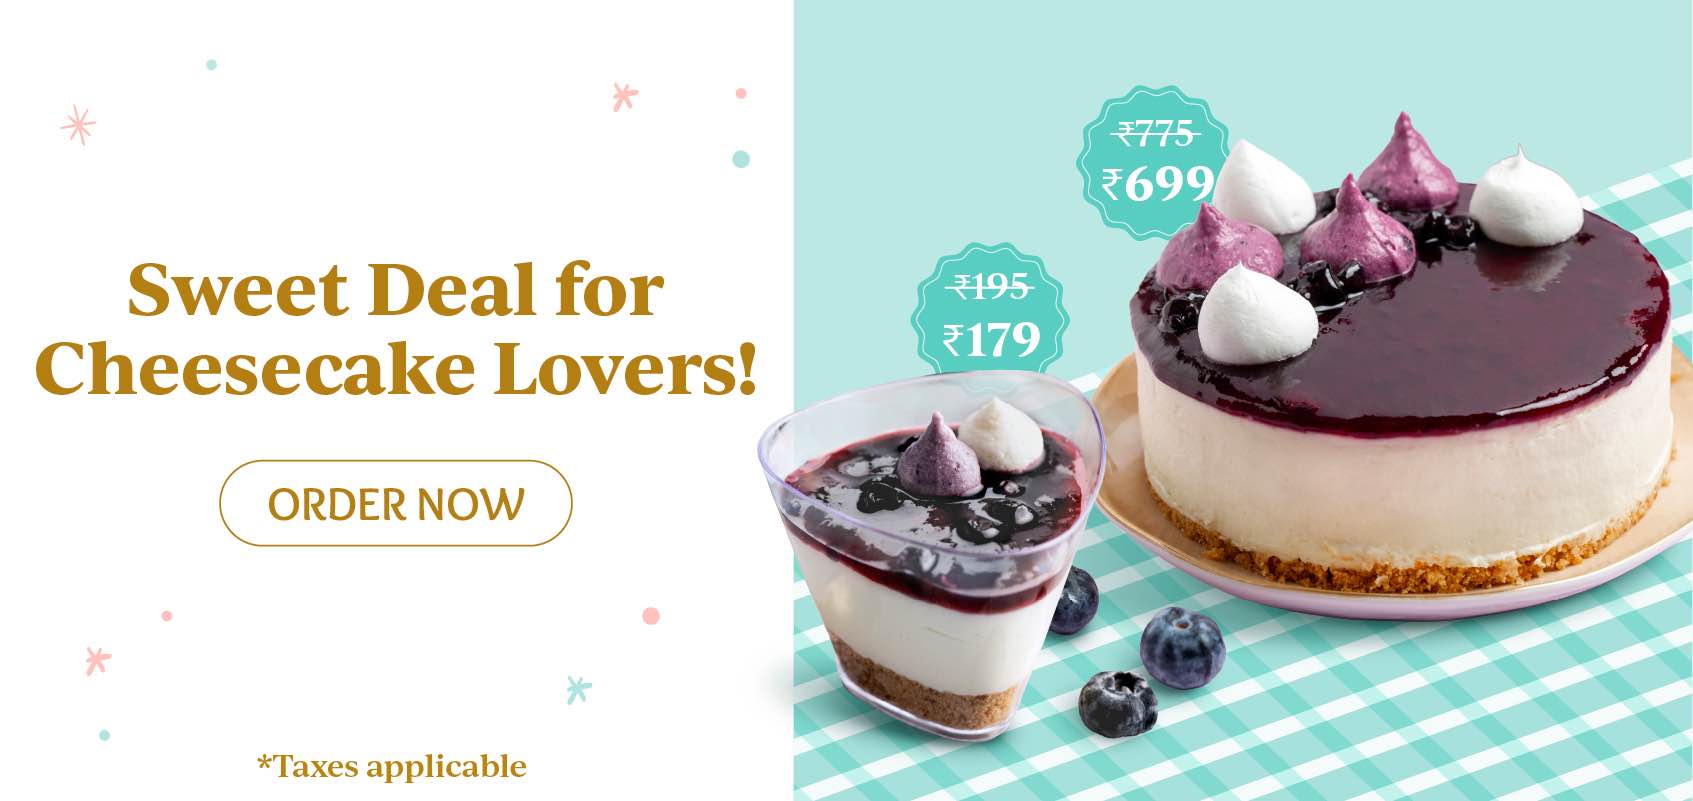 Sweet Deal for
Cheesecake Lovers!
ORDER NOW
*Taxes applicable
₹775
₹699
₹195
₹179